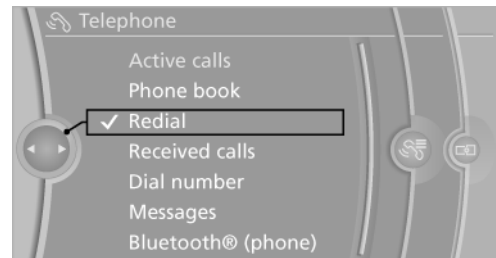 Telephone
Active calls
Phone book
Redial
Received calls
Dial number
Messages
Bluetooth® (phone)